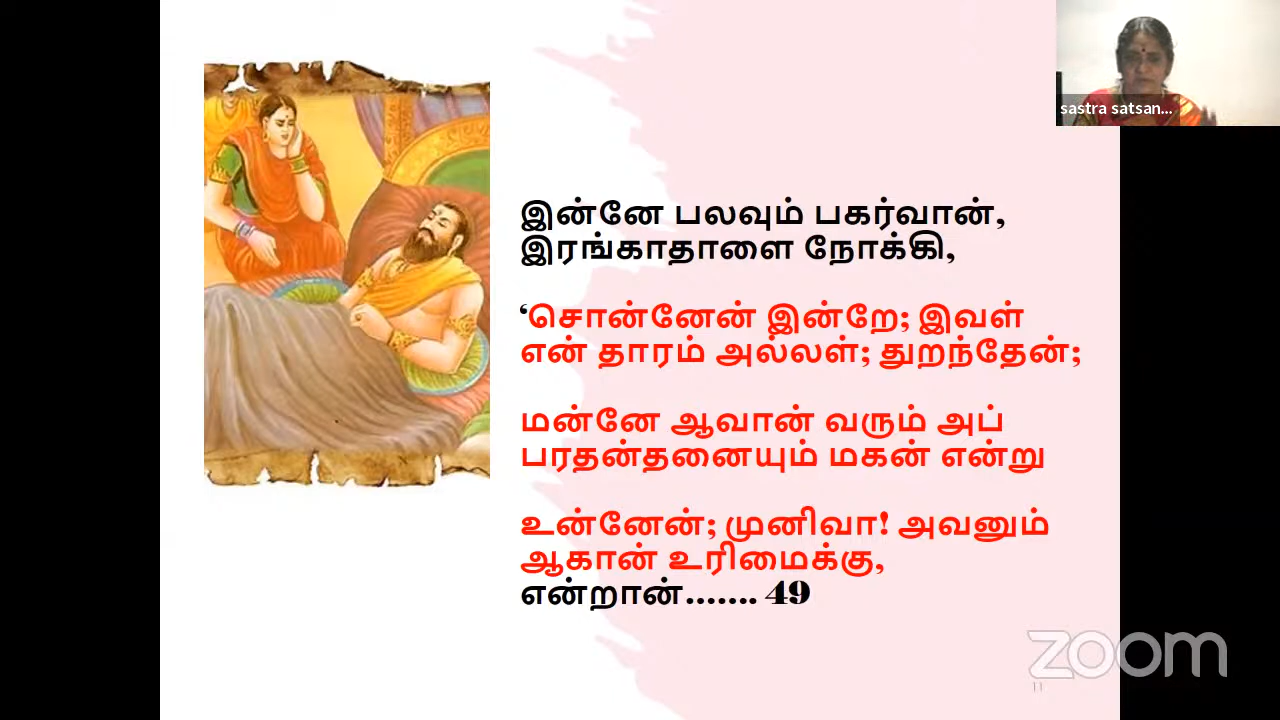 sastra satsan...
இன்னே பலவும் பகர்வான்,
இரங்காதாளை நோக்கி,
‘சொன்னேன் இன்றே; இவள்
என் தாரம் அல்லள்; துறந்தேன்;
மன்னே ஆவான் வரும் அப்
பரதன்தனையும் மகன் என்று
உன்னேன்; முனிவா! அவனும்
ஆகான் உரிமைக்கு,
என்றான்....... 49
zoom
11